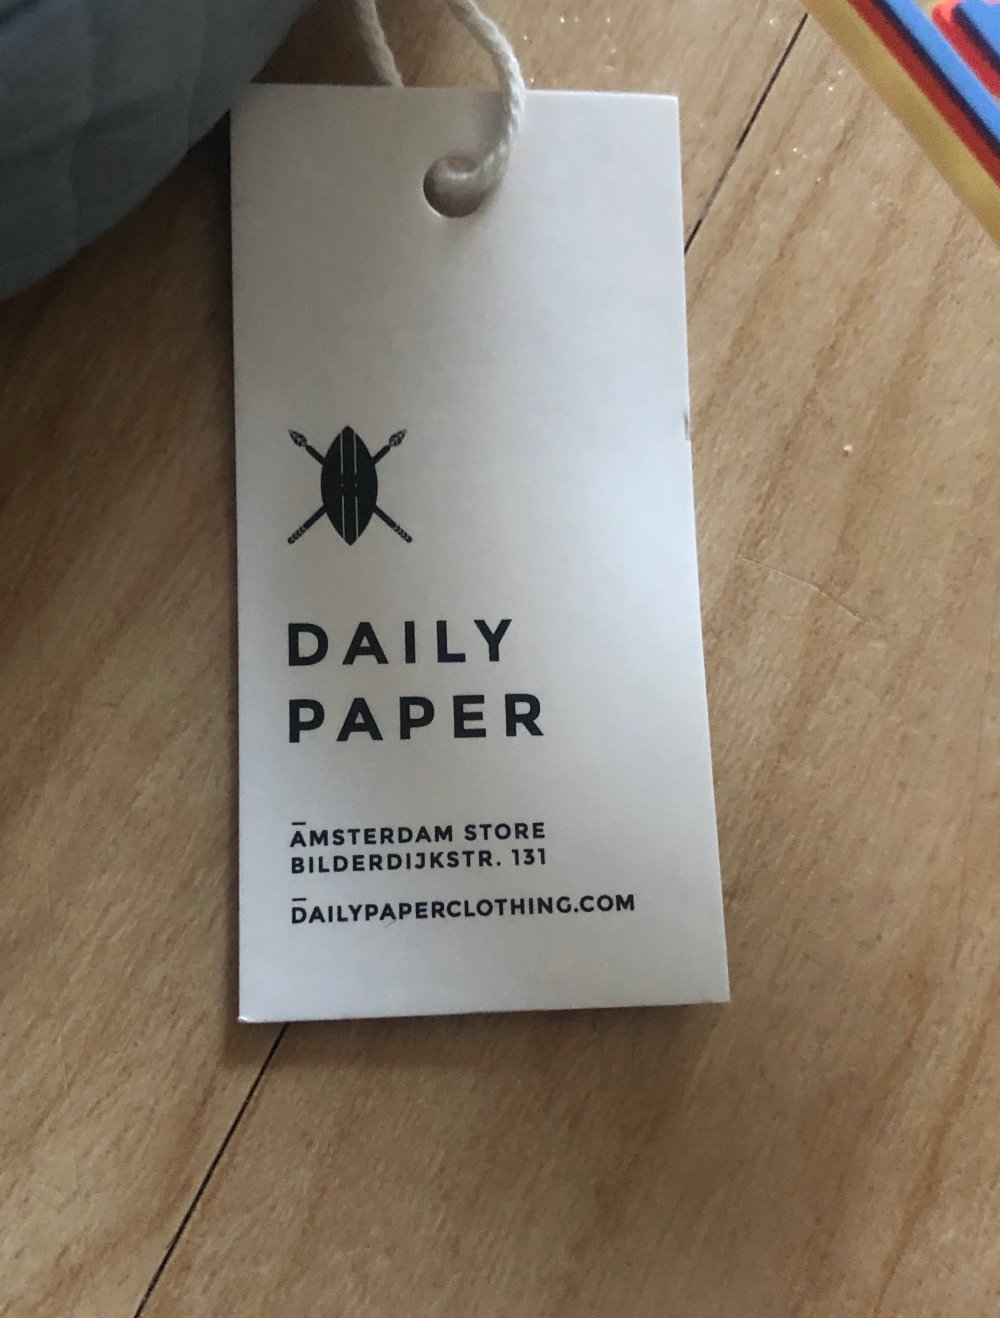 DAILY
PAPER
AMSTERDAM STORE
BILDERDIJKSTR. 131
DAILYPAPERCLOTHING.COM